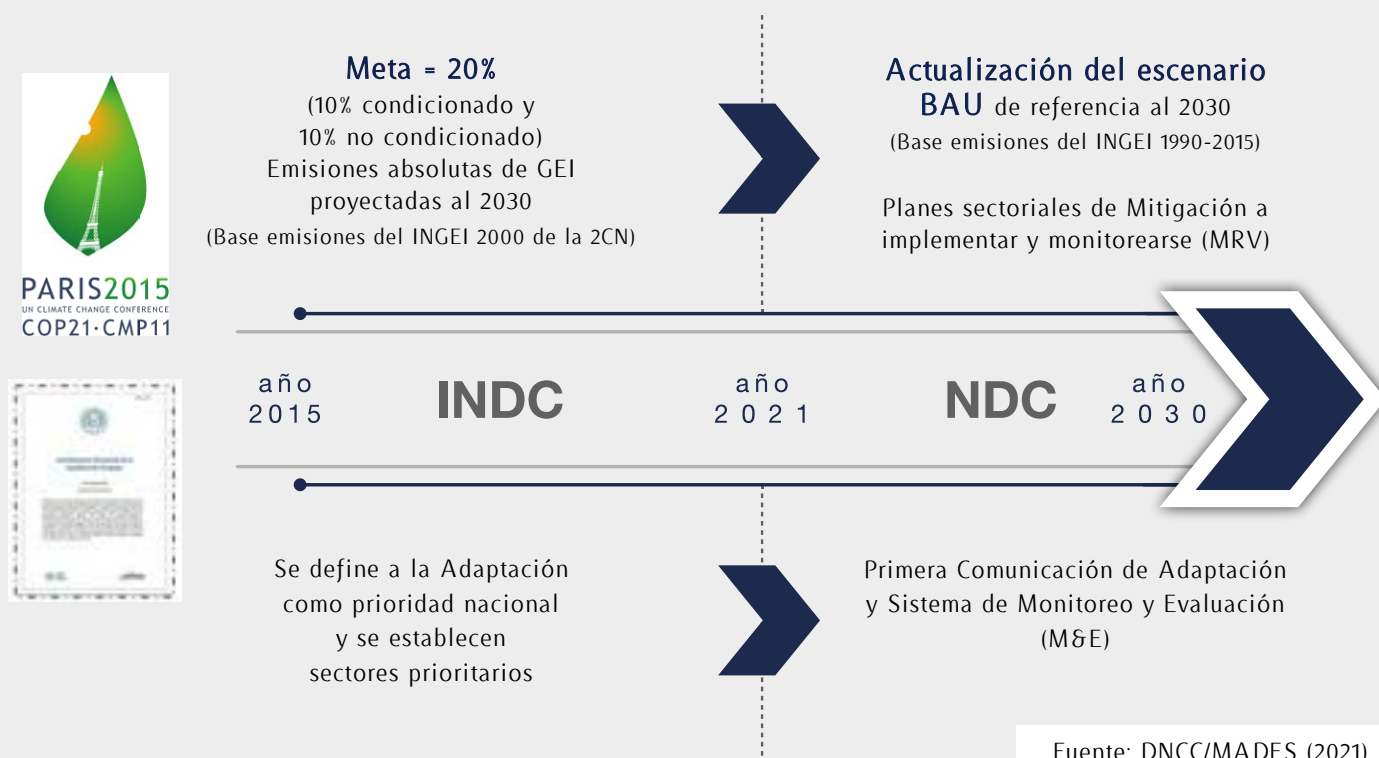 Meta = 20%
(10% condicionado y
10% no condicionado)
Emisiones absolutas de GEI
proyectadas al 2030
(Base emisiones del INGEI 2000 de la 2CN)
Actualización del escenario
BAU de referencia al 2030
(Base emisiones del INGEI 1990-2015)
Planes sectoriales de Mitigación a
implementar y monitorearse (MRV)
PARIS2015
UN CLIMATE CHANGE CONFERENCE
COP21·CMP11
año
2015
INDC
año
2021
NDC
año
2030
Se define a la Adaptación
como prioridad nacional
y se establecen
sectores prioritarios
Primera Comunicación de Adaptación
y Sistema de Monitoreo y Evaluación
(M&E)
Fuente: DNCC/MADES (2021)